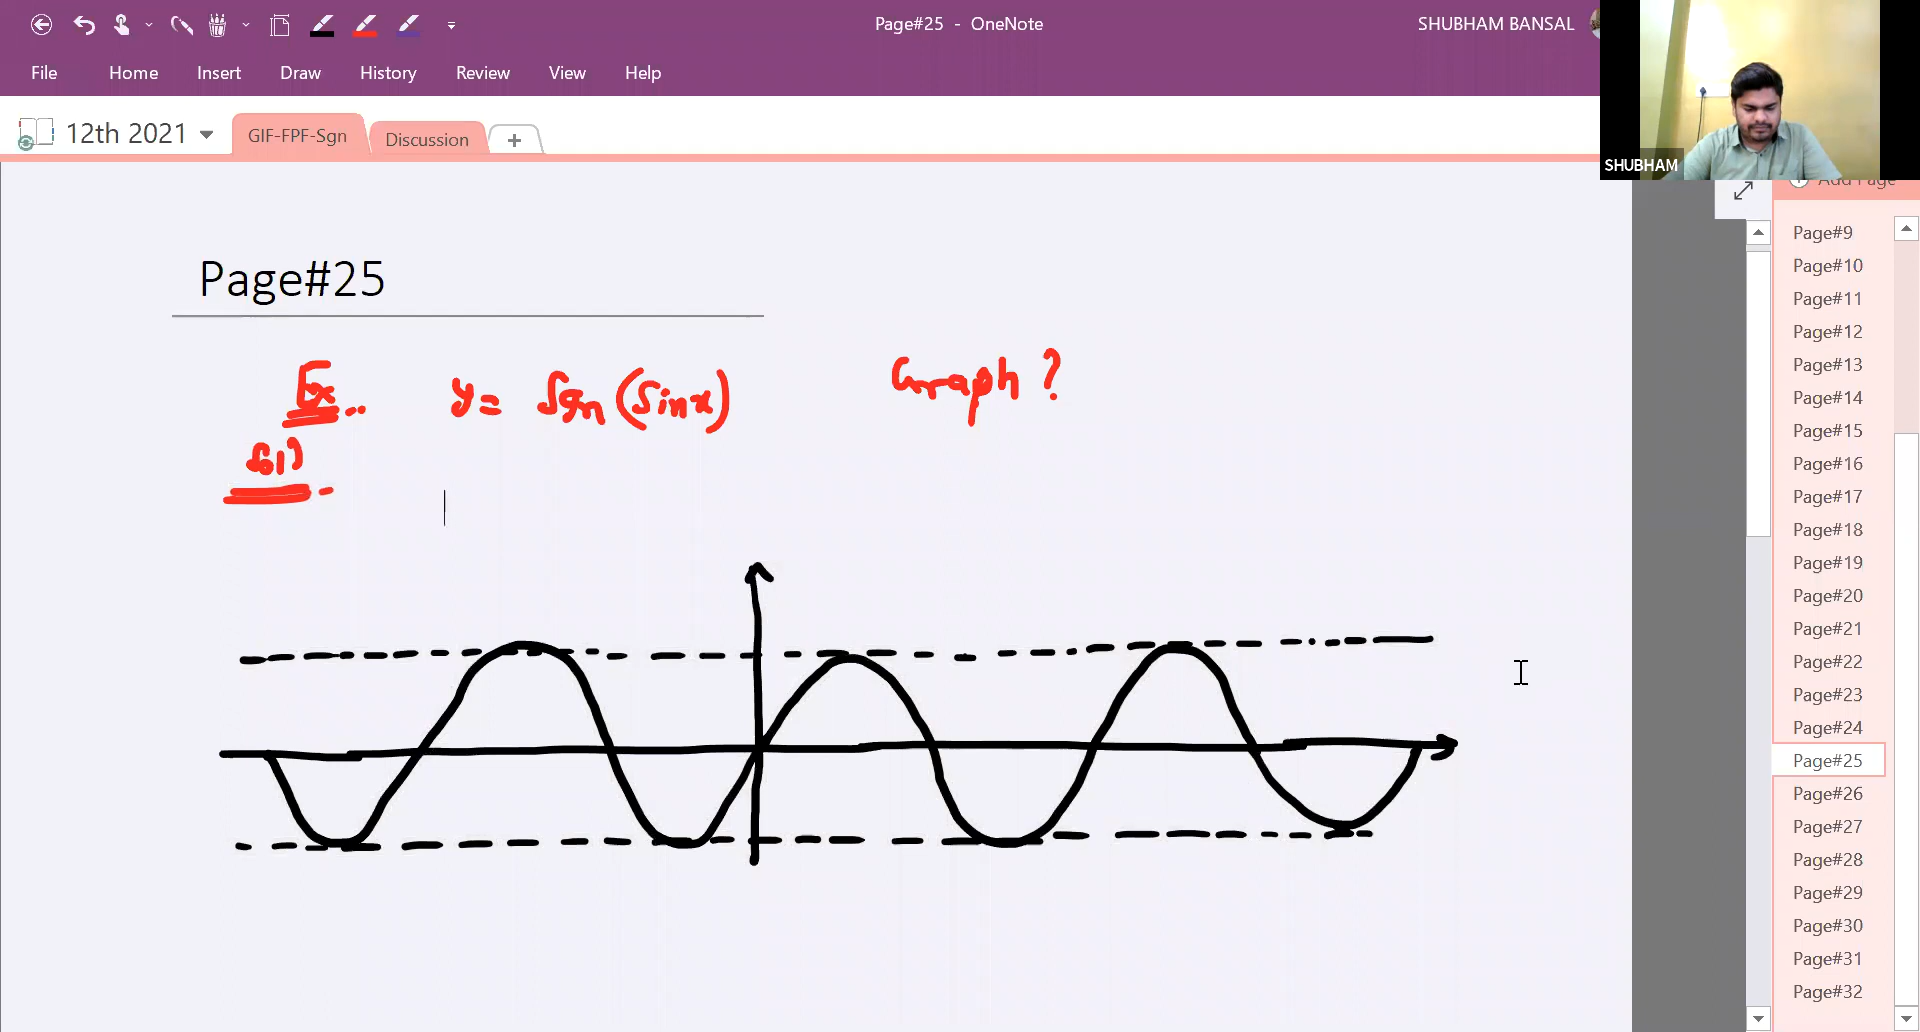 Page#25 - OneNote
SHUBHAM BANSAL
File Home Insert Draw History Review View Help
SHUBHAM
12th 2021
GIF-FPF-Sgn
Discussion
+
Add Page
Page#9
Page#10
Page#11
Page#12
Page#13
Page#14
Page#15
Page#16
Page#17
Page#18
Page#19
Page#20
Page#21
Page#22
Page#23
Page#24
Page#25
Page#26
Page#27
Page#28
Page#29
Page#30
Page#31
Page#32
Page#25
Ex.. y = Sgn (Sinx) Graph ?
Sol)